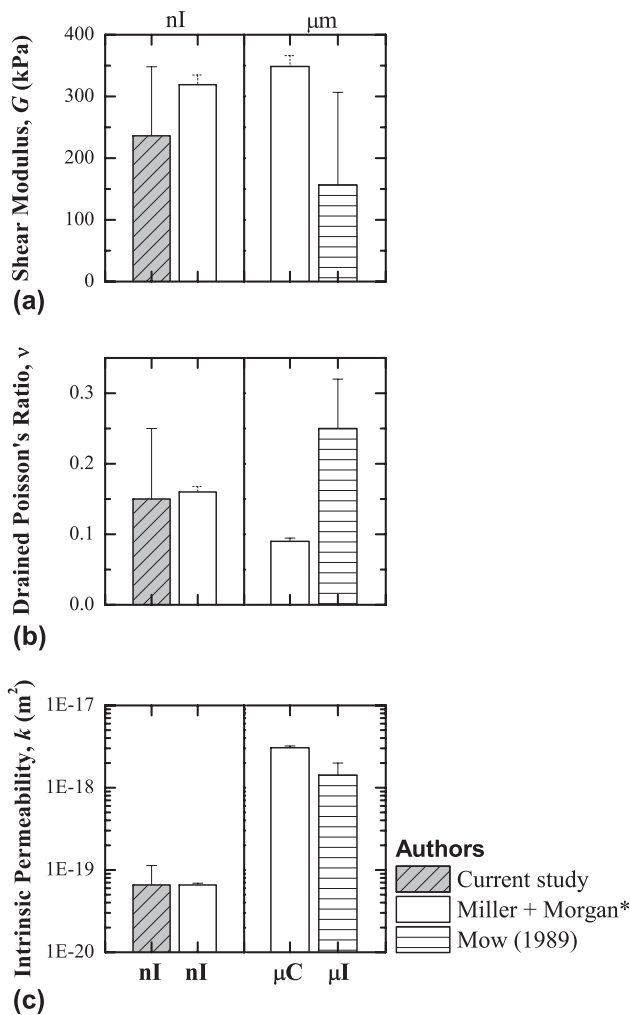 nI μm
400
300
200
100
0
Shear Modulus, G (kPa)
(a)
0.3
0.2
0.1
0.0
Drained Poisson's Ratio, ν
(b)
1E-17
1E-18
1E-19
1E-20
Intrinsic Permeability, k (m²)
nI nI μC μI
(c)
Authors
Current study
Miller + Morgan*
Mow (1989)